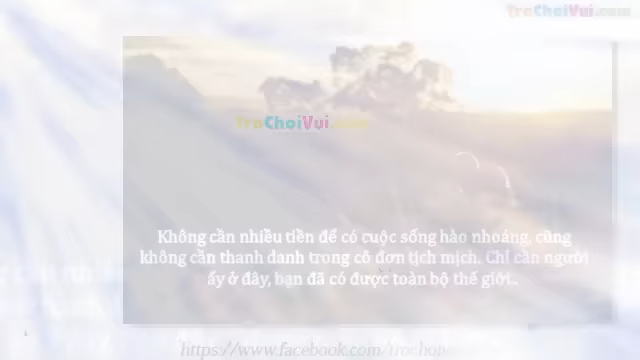 TroChoiVui.com
TroChoiVui.com
Không cần nhiều tiền để có cuộc sống hào nhoáng, cũng
không cần thanh danh trong cô đơn tịch mịch. Chỉ cần người
ấy ở đây, bạn đã có được toàn bộ thế giới..
https://www.facebook.com/trochoi